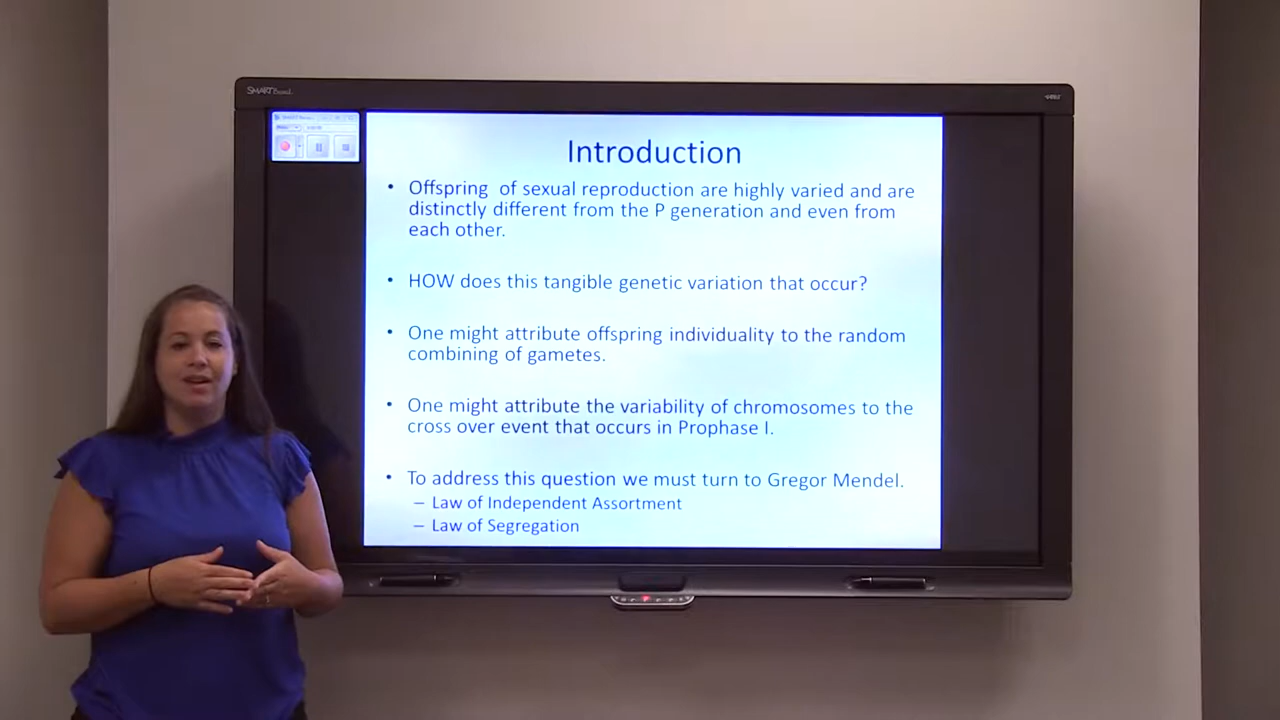 SMART Board
Introduction
• Offspring of sexual reproduction are highly varied and are
distinctly different from the P generation and even from
each other.
• HOW does this tangible genetic variation that occur?
• One might attribute offspring individuality to the random
combining of gametes.
• One might attribute the variability of chromosomes to the
cross over event that occurs in Prophase I.
• To address this question we must turn to Gregor Mendel.
– Law of Independent Assortment
– Law of Segregation